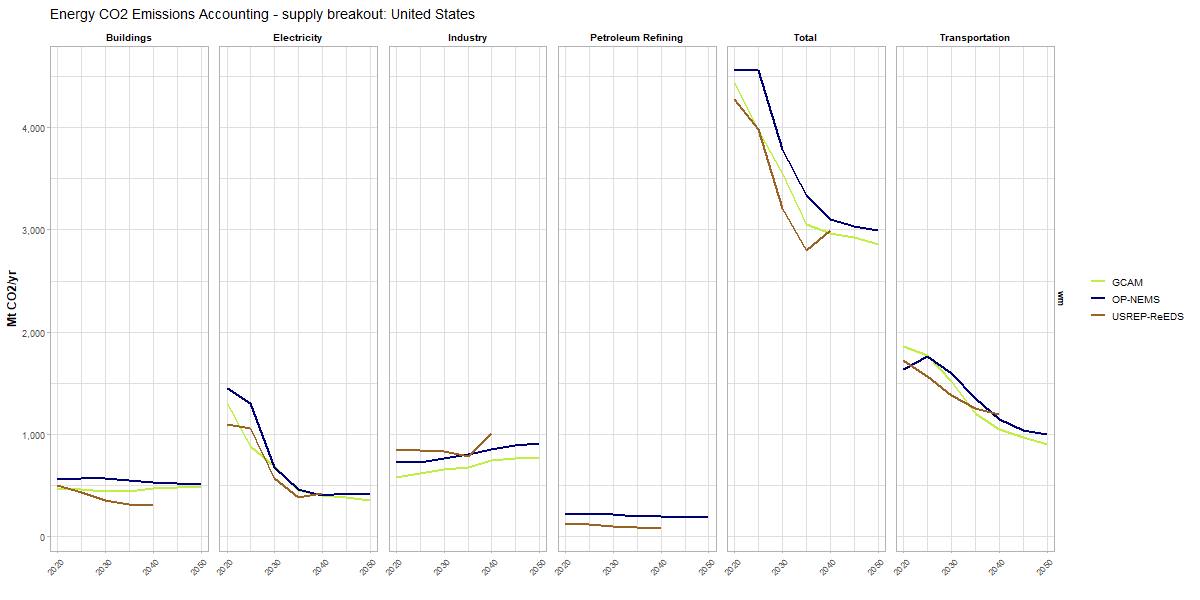 Energy CO2 Emissions Accounting - supply breakout: United States
Buildings
Electricity
Industry
Petroleum Refining
Total
Transportation
Mt CO2/yr
4,000
3,000
2,000
1,000
0
2020 2030 2040 2050
2020 2030 2040 2050
2020 2030 2040 2050
2020 2030 2040 2050
2020 2030 2040 2050
2020 2030 2040 2050
wm
GCAM
OP-NEMS
USREP-ReEDS